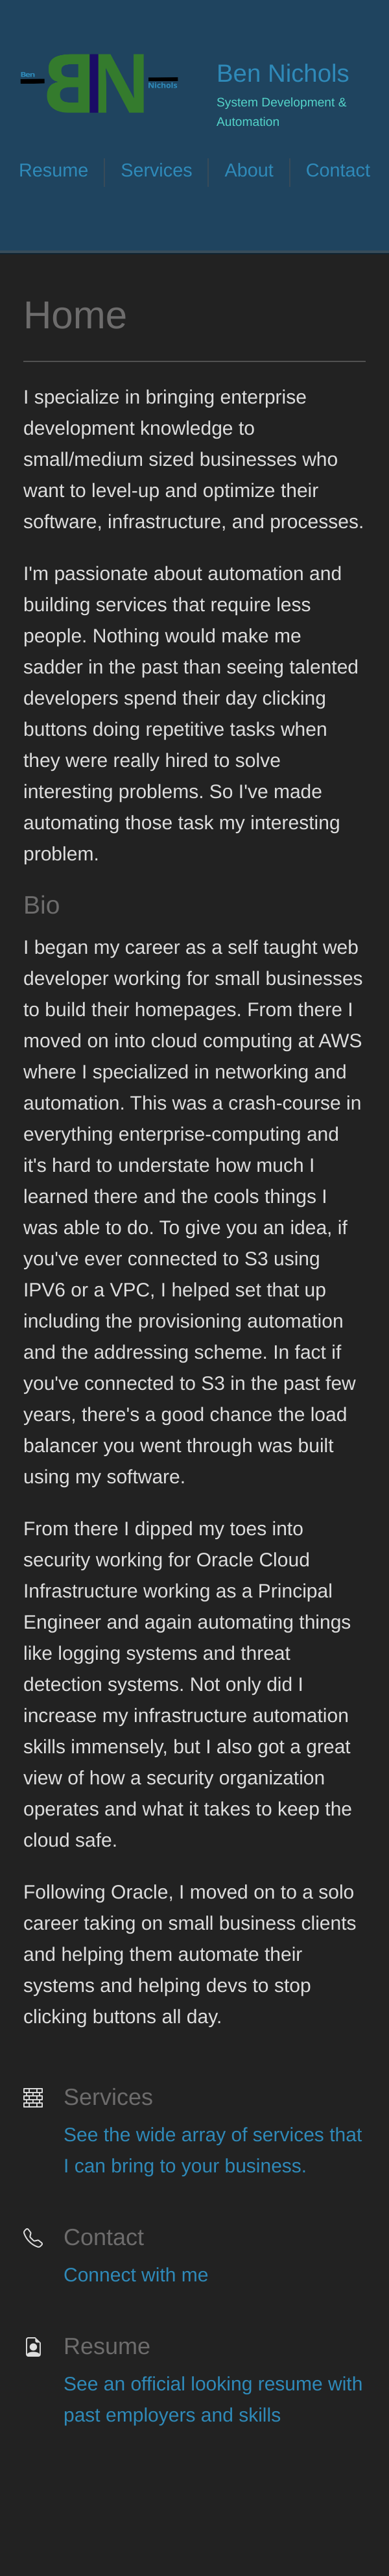 Ben
BN
Nichols
Ben Nichols
System Development &
Automation
Resume
Services
About
Contact
Home
I specialize in bringing enterprise
development knowledge to
small/medium sized businesses who
want to level-up and optimize their
software, infrastructure, and processes.
I'm passionate about automation and
building services that require less
people. Nothing would make me
sadder in the past than seeing talented
developers spend their day clicking
buttons doing repetitive tasks when
they were really hired to solve
interesting problems. So I've made
automating those task my interesting
problem.
Bio
I began my career as a self taught web
developer working for small businesses
to build their homepages. From there I
moved on into cloud computing at AWS
where I specialized in networking and
automation. This was a crash-course in
everything enterprise-computing and
it's hard to understate how much I
learned there and the cools things I
was able to do. To give you an idea, if
you've ever connected to S3 using
IPV6 or a VPC, I helped set that up
including the provisioning automation
and the addressing scheme. In fact if
you've connected to S3 in the past few
years, there's a good chance the load
balancer you went through was built
using my software.
From there I dipped my toes into
security working for Oracle Cloud
Infrastructure working as a Principal
Engineer and again automating things
like logging systems and threat
detection systems. Not only did I
increase my infrastructure automation
skills immensely, but I also got a great
view of how a security organization
operates and what it takes to keep the
cloud safe.
Following Oracle, I moved on to a solo
career taking on small business clients
and helping them automate their
systems and helping devs to stop
clicking buttons all day.
Services
See the wide array of services that
I can bring to your business.
Contact
Connect with me
Resume
See an official looking resume with
past employers and skills